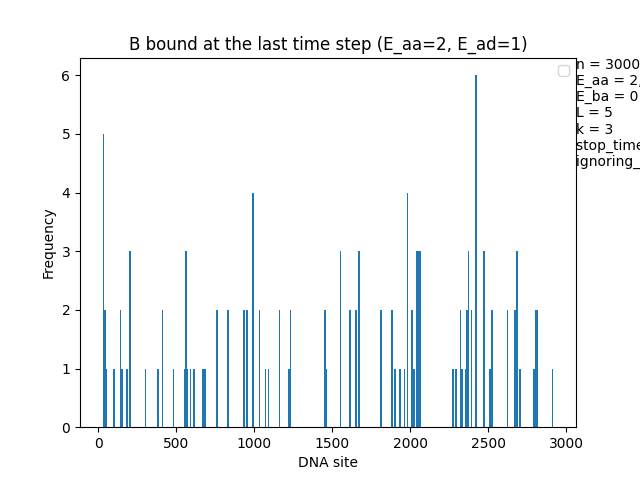 B bound at the last time step (E_aa=2, E_ad=1)
n = 3000
E_aa = 2,
E_ba = 0
L = 5
k = 3
stop_time
ignoring_
6
5
4
3
2
1
0
Frequency
0 500 1000 1500 2000 2500 3000
DNA site